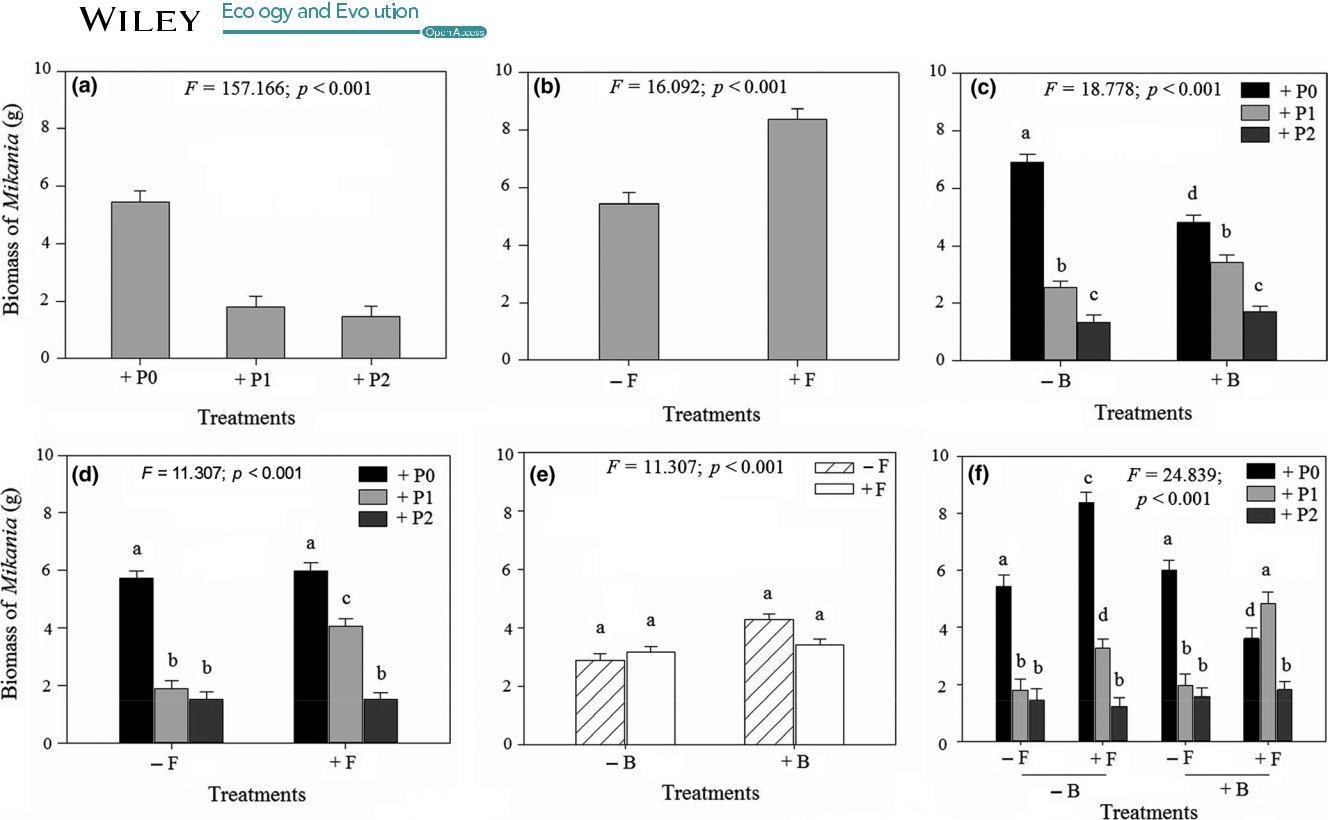 WILEY
Eco ogy and Evo ution
Open Access
(a)
F = 157.166; p < 0.001
Biomass of Mikania (g)
10
8
6
4
2
0
+ P0 + P1 + P2
Treatments
(b)
F = 16.092; p < 0.001
10
8
6
4
2
0
– F + F
Treatments
(c)
F = 18.778; p < 0.001
+ P0
+ P1
+ P2
10
8
6
4
2
0
a b c d b c
– B + B
Treatments
(d)
F = 11.307; p < 0.001
+ P0
+ P1
+ P2
Biomass of Mikania (g)
10
8
6
4
2
0
a b b a c b
– F + F
Treatments
(e)
F = 11.307; p < 0.001
– F
+ F
10
8
6
4
2
0
a a a a
– B + B
Treatments
(f)
F = 24.839;
p < 0.001
+ P0
+ P1
+ P2
10
8
6
4
2
0
a b b c d b a b b d a b
– F + F – F + F
– B + B
Treatments